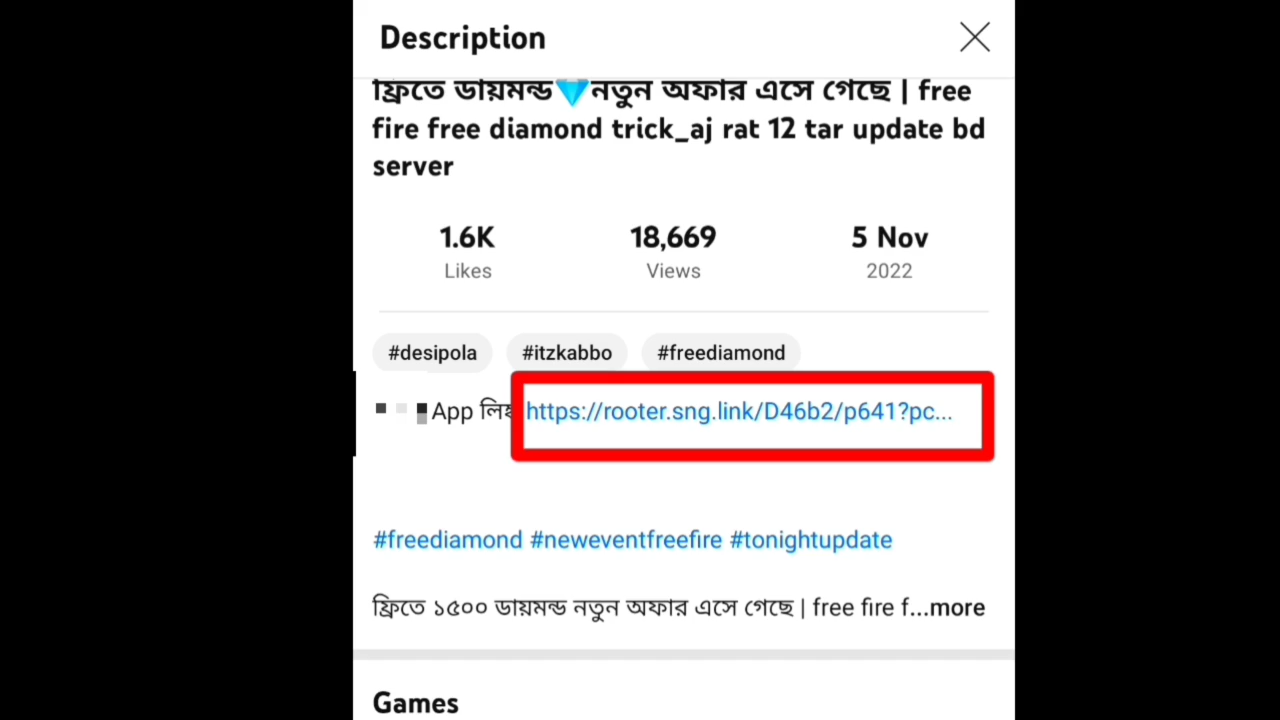 Description
ফ্রিতে ডায়মন্ড💎নতুন অফার এসে গেছে | free
fire free diamond trick_aj rat 12 tar update bd
server
1.6K 18,669 5 Nov
Likes Views 2022
#desipola #itzkabbo #freediamond
App https://rooter.sng.link/D46b2/p641?pc...
#freediamond #neweventfreefire #tonightupdate
ফ্রিতে ১৫০০ ডায়মন্ড নতুন অফার এসে গেছে | free fire f...more
Games